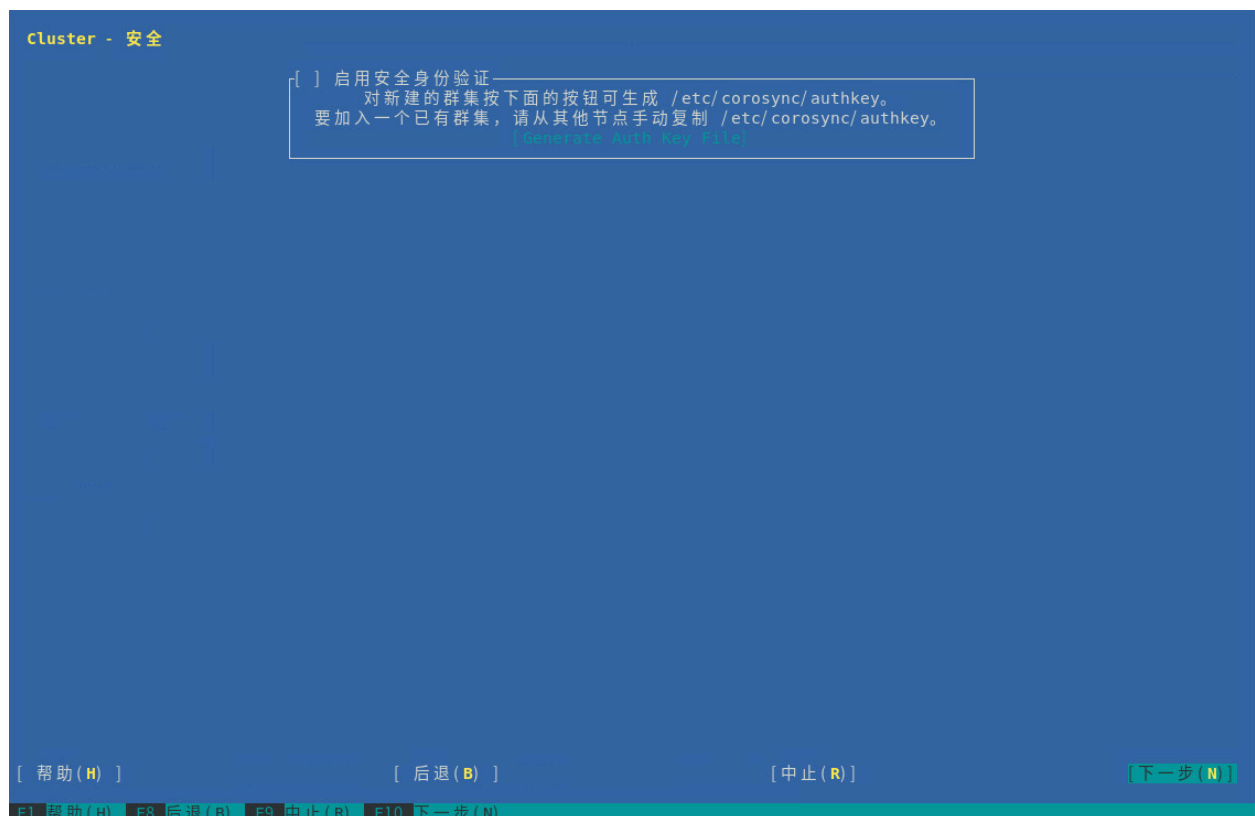 Cluster - 安全
[ ] 启用安全身份验证
对新建的群集按下面的按钮可生成 /etc/corosync/authkey。
要加入一个已有群集，请从其他节点手动复制 /etc/corosync/authkey。
[Generate Auth Key File]
[ 帮助(H) ] [ 后退(B) ] [中止(R)] [下一步(N)]
F1 帮助(H) F8 后退(B) F9 中止(R) F10 下一步(N)